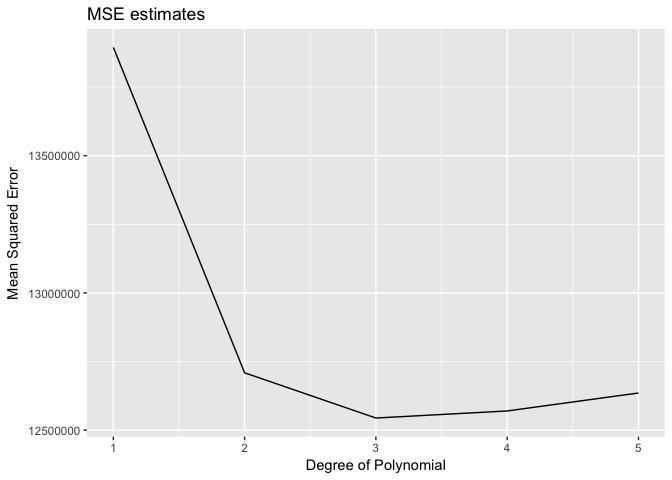 MSE estimates
Mean Squared Error
13500000
13000000
12500000
1 2 3 4 5
Degree of Polynomial